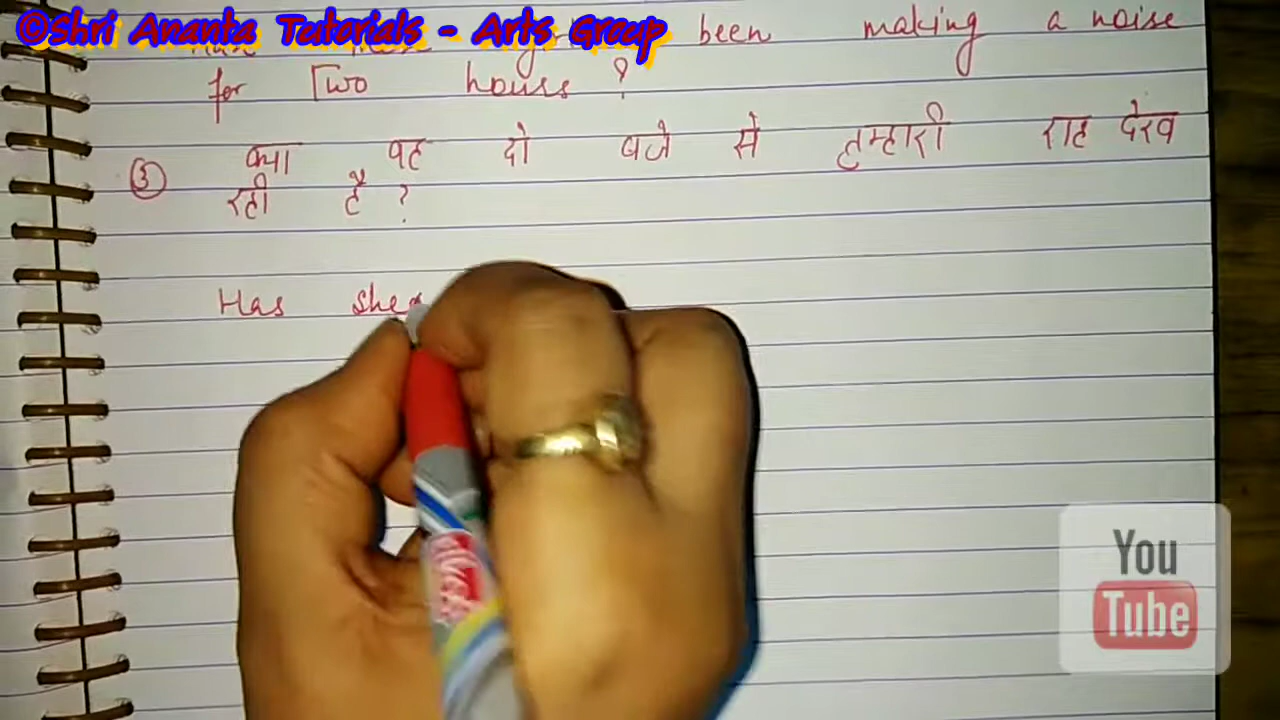 ©Shri Ananta Tutorials - Arts Group
been making a noise
for Two hours ?
③ क्या वह दो बजे से तुम्हारी राह देख
रही है ?
Has she
You
Tube